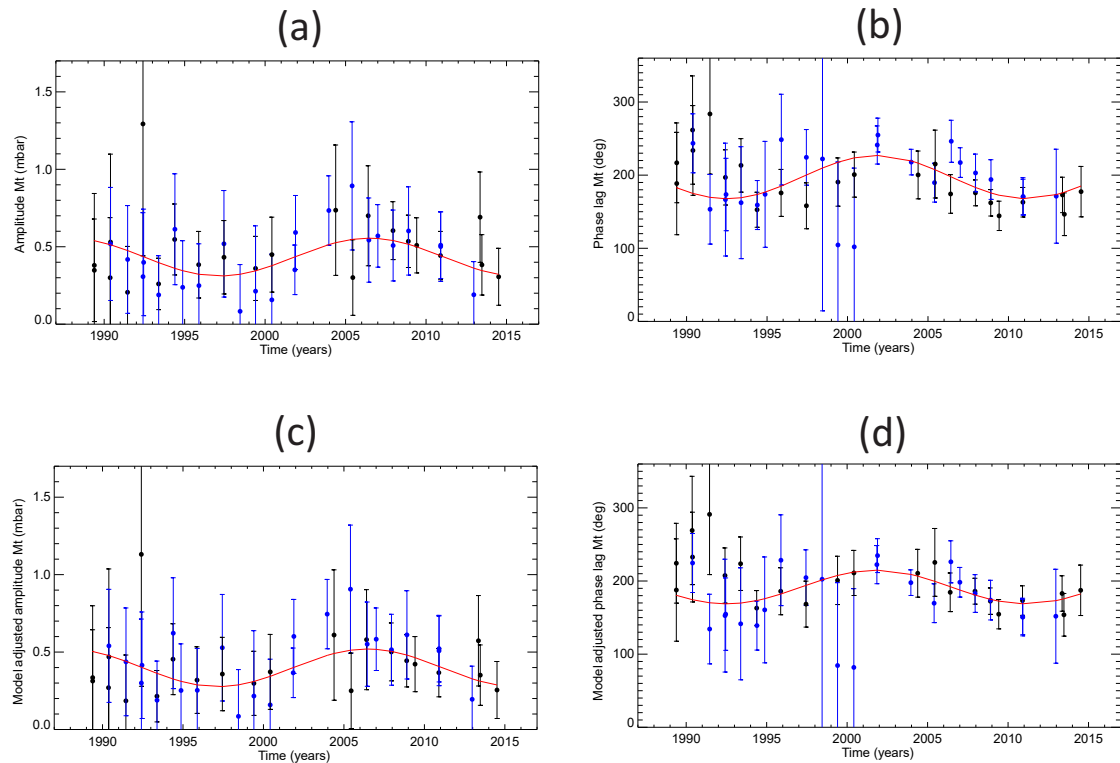 (a)
Amplitude Mt (mbar)
1.5
1.0
0.5
0.0
1990 1995 2000 2005 2010 2015
Time (years)
(b)
Phase lag Mt (deg)
300
200
100
0
1990 1995 2000 2005 2010 2015
Time (years)
(c)
Model adjusted amplitude Mt (mbar)
1.5
1.0
0.5
0.0
1990 1995 2000 2005 2010 2015
Time (years)
(d)
Model adjusted phase lag Mt (deg)
300
200
100
0
1990 1995 2000 2005 2010 2015
Time (years)